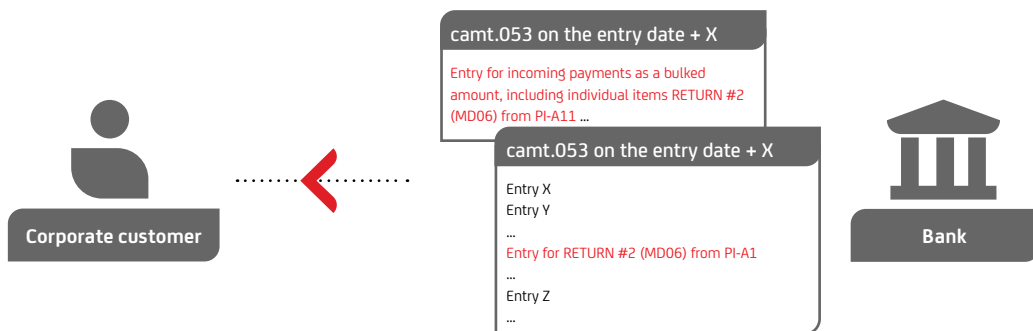 camt.053 on the entry date + X
Entry for incoming payments as a bulked
amount, including individual items RETURN #2
(MD06) from PI-A11 ...
camt.053 on the entry date + X
Entry X
Entry Y
...
Entry for RETURN #2 (MD06) from PI-A1
...
Entry Z
...
Corporate customer
Bank